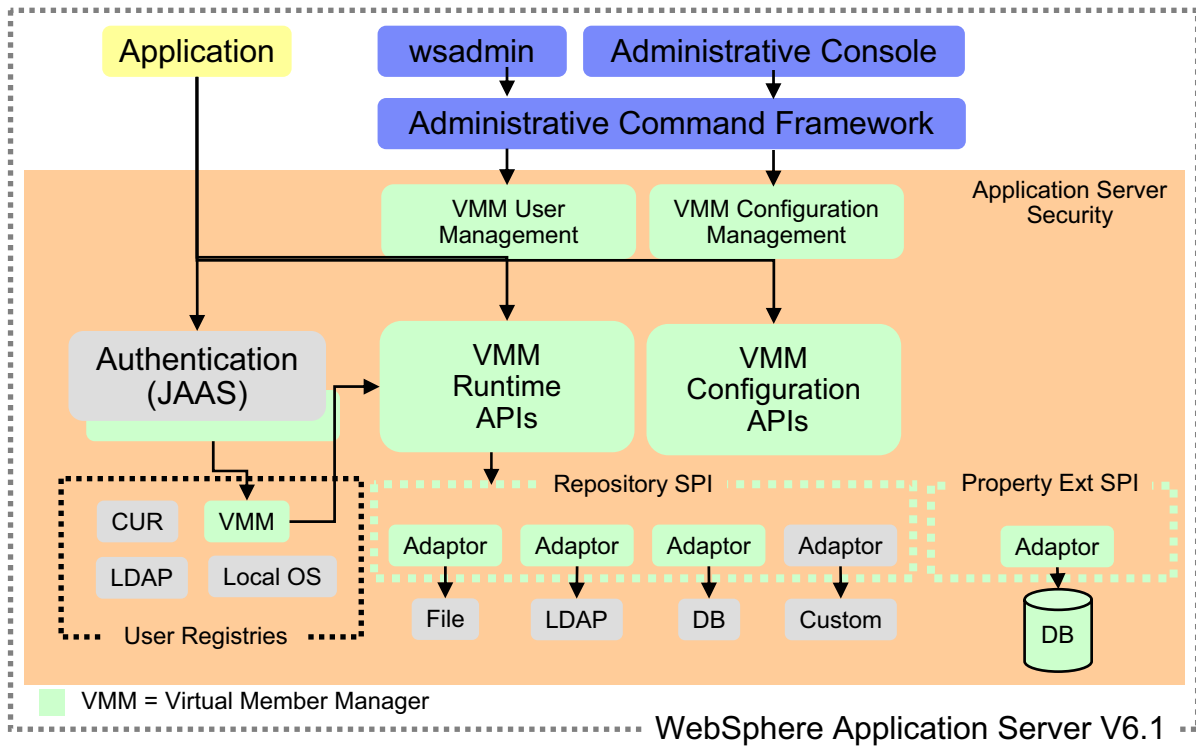 Application
wsadmin
Administrative Console
Administrative Command Framework
Application Server
Security
VMM User
Management
VMM Configuration
Management
Authentication
(JAAS)
VMM
Runtime
APIs
VMM
Configuration
APIs
Repository SPI
Property Ext SPI
CUR
VMM
LDAP
Local OS
User Registries
Adaptor
Adaptor
Adaptor
Adaptor
Adaptor
File
LDAP
DB
Custom
DB
VMM = Virtual Member Manager
WebSphere Application Server V6.1